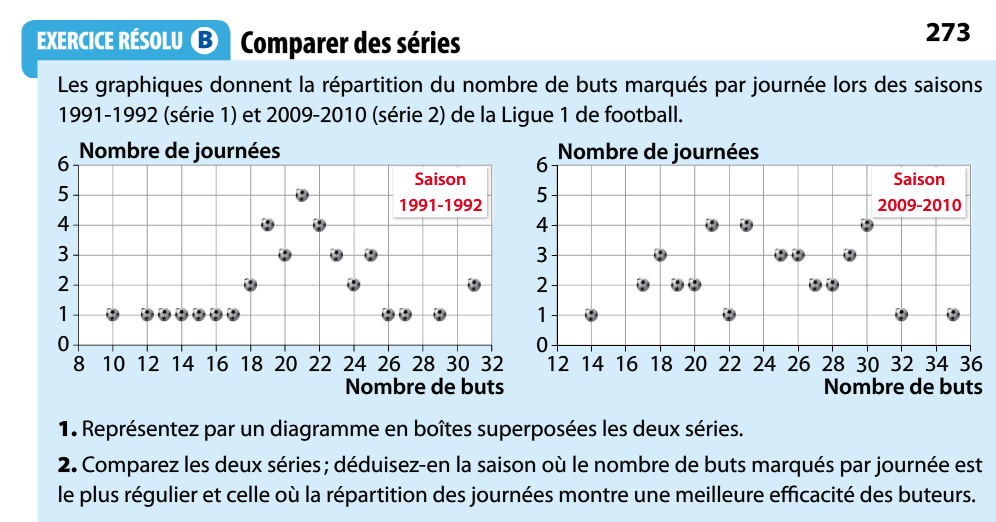 EXERCICE RÉSOLU B Comparer des séries
273
Les graphiques donnent la répartition du nombre de buts marqués par journée lors des saisons
1991-1992 (série 1) et 2009-2010 (série 2) de la Ligue 1 de football.
Nombre de journées
6
5
4
3
2
1
0
Saison
1991-1992
8 10 12 14 16 18 20 22 24 26 28 30 32
Nombre de buts
Nombre de journées
6
5
4
3
2
1
0
Saison
2009-2010
12 14 16 18 20 22 24 26 28 30 32 34 36
Nombre de buts
1. Représentez par un diagramme en boîtes superposées les deux séries.
2. Comparez les deux séries ; déduisez-en la saison où le nombre de buts marqués par journée est
le plus régulier et celle où la répartition des journées montre une meilleure efficacité des buteurs.